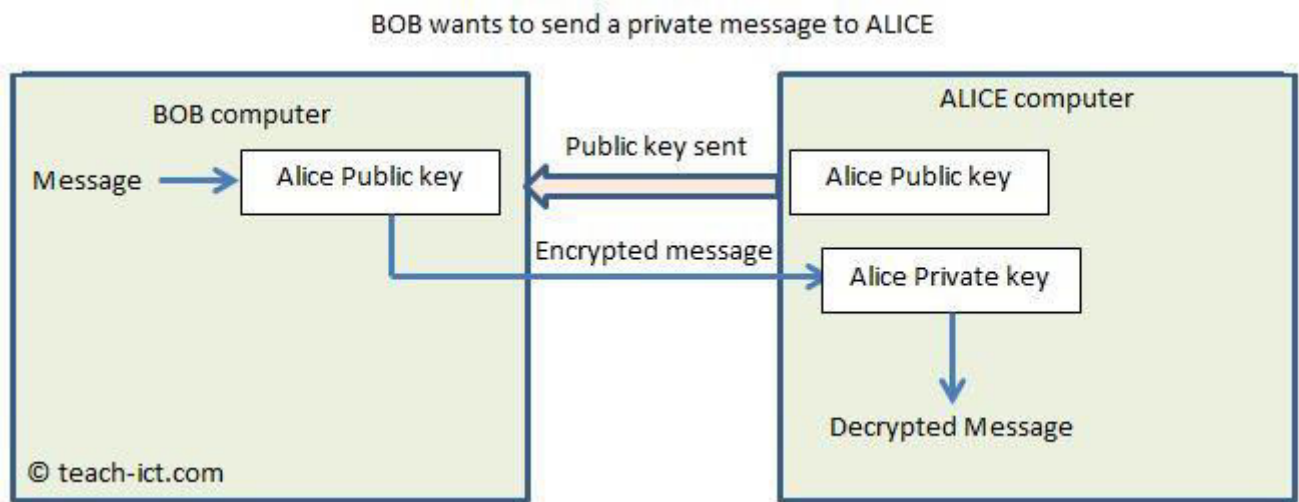 BOB wants to send a private message to ALICE
BOB computer
ALICE computer
Message
Alice Public key
Public key sent
Alice Public key
Encrypted message
Alice Private key
Decrypted Message
© teach-ict.com